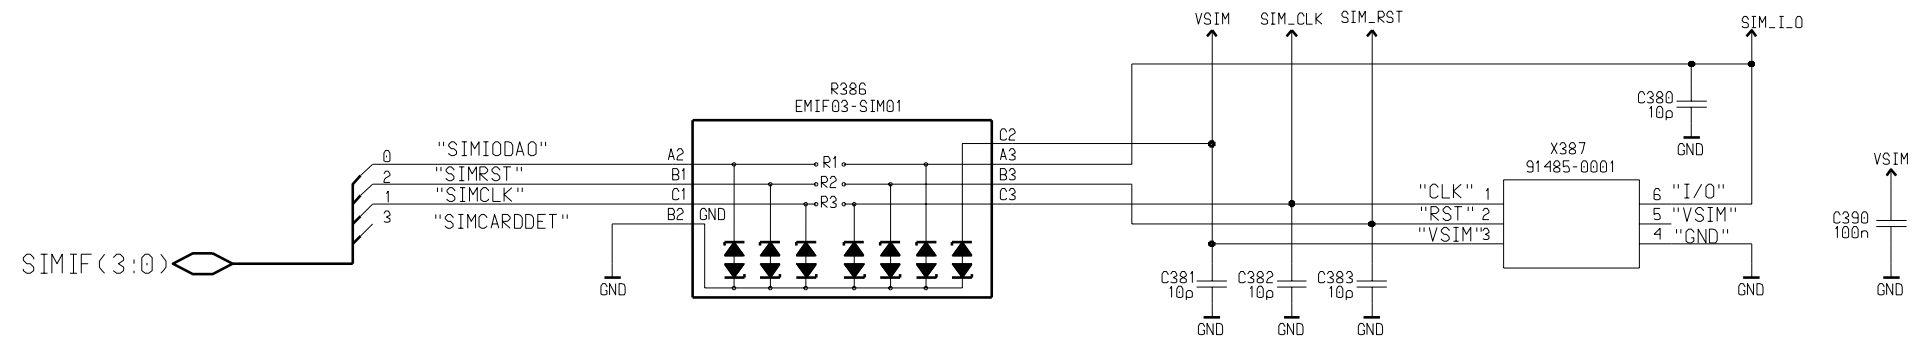 VSIM
SIM_CLK
SIM_RST
SIM_I_O
R386
EMIF03-SIM01
C380
10p
GND
0
"SIMIODAO"
A2
R1
C2
A3
2
"SIMRST"
B1
R2
B3
1
"SIMCLK"
C1
R3
C3
3
"SIMCARDDET"
B2
GND
GND
SIMIF(3:0)
X387
91485-0001
"CLK" 1
"RST" 2
"VSIM"3
6 "I/O"
5 "VSIM"
4 "GND"
GND
C381
10p
GND
C382
10p
GND
C383
10p
GND
VSIM
C390
100n
GND